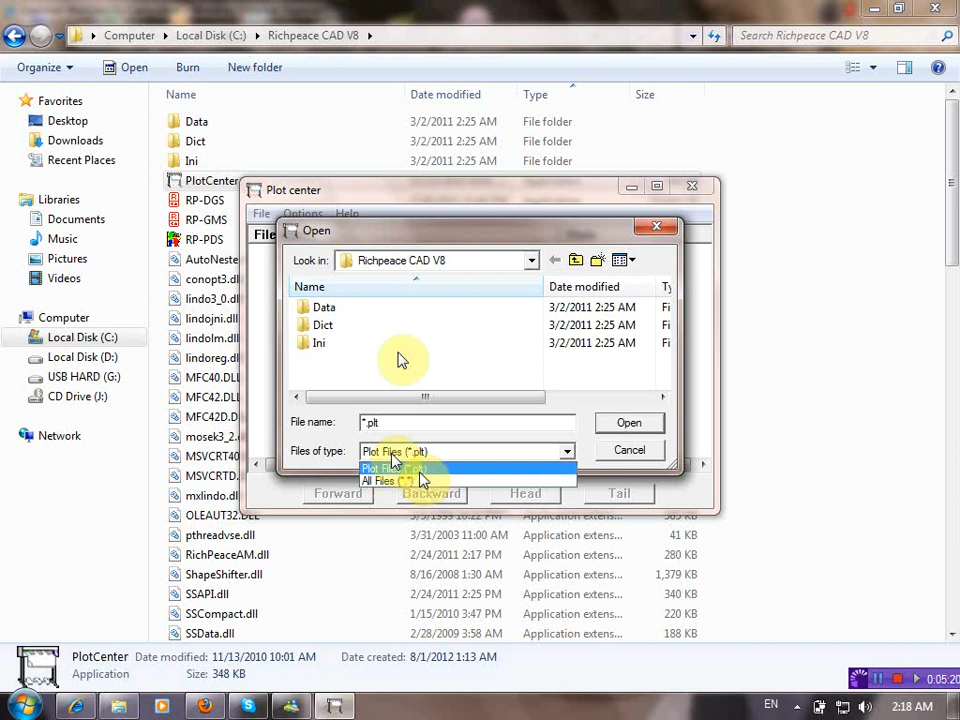 Computer Local Disk (C:) Richpeace CAD V8
Search Richpeace CAD V8
Organize Open Burn New folder
Favorites
Desktop
Downloads
Recent Places
Libraries
Documents
Music
Pictures
Videos
Computer
Local Disk (C:)
Local Disk (D:)
USB HARD (G:)
CD Drive (J:)
Network
Name Date modified Type Size
Data 3/2/2011 2:25 AM File folder
Dict 3/2/2011 2:25 AM File folder
Ini 3/2/2011 2:25 AM File folder
PlotCenter
RP-DGS
RP-GMS
RP-PDS
AutoNeste
conopt3.d
lindo3_0.d
lindojni.dl
lindolm.dl
lindoreg.dl
MFC40.DLL
MFC42.DLL
MFC42D.D
mosek3_2.
MSVCIRT.D
MSVCP60.
MSVCRT40
mxlindo.dl
OLEAUT32.DLL
pthreadvse.dll 3/31/2003 11:00 AM Application extens... 41 KB
RichPeaceAM.dll 2/24/2011 2:17 PM Application extens... 280 KB
ShapeShifter.dll 8/16/2008 1:30 AM Application extens... 1,379 KB
SSAPI.dll 2/24/2011 2:15 PM Application extens... 340 KB
SSCompact.dll 1/15/2010 3:47 PM Application extens... 220 KB
SSData.dll 2/28/2009 3:58 AM Application extens... 188 KB
Plot center
File Options Help
File
Open
Look in: Richpeace CAD V8
Name Date modified Ty
Data 3/2/2011 2:25 AM Fi
Dict 3/2/2011 2:25 AM Fi
Ini 3/2/2011 2:25 AM Fi
File name: *.plt Open
Files of type: Plot Files (*.plt) Cancel
Plot Files (*.plt)
All Files (*.*)
Forward Backward Head Tail
PlotCenter Date modified: 11/13/2010 10:01 AM Date created: 8/1/2012 1:13 AM
Application Size: 348 KB
0:05:20
EN 2:18 AM